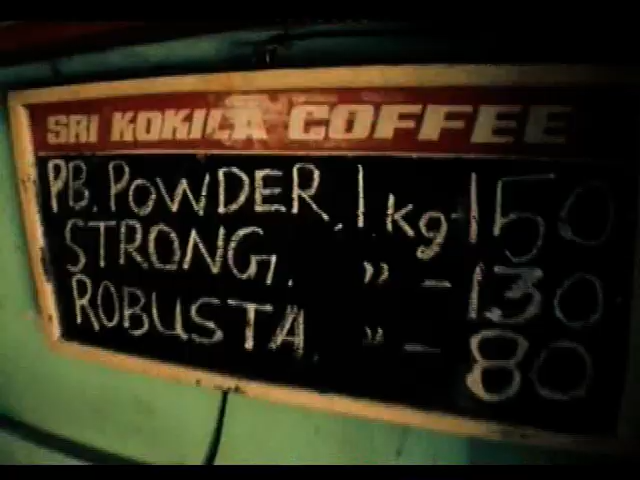 SRI KOKILA COFFEE
PB. POWDER. 1 kg - 150
STRONG. " - 130
ROBUSTA. " - 80